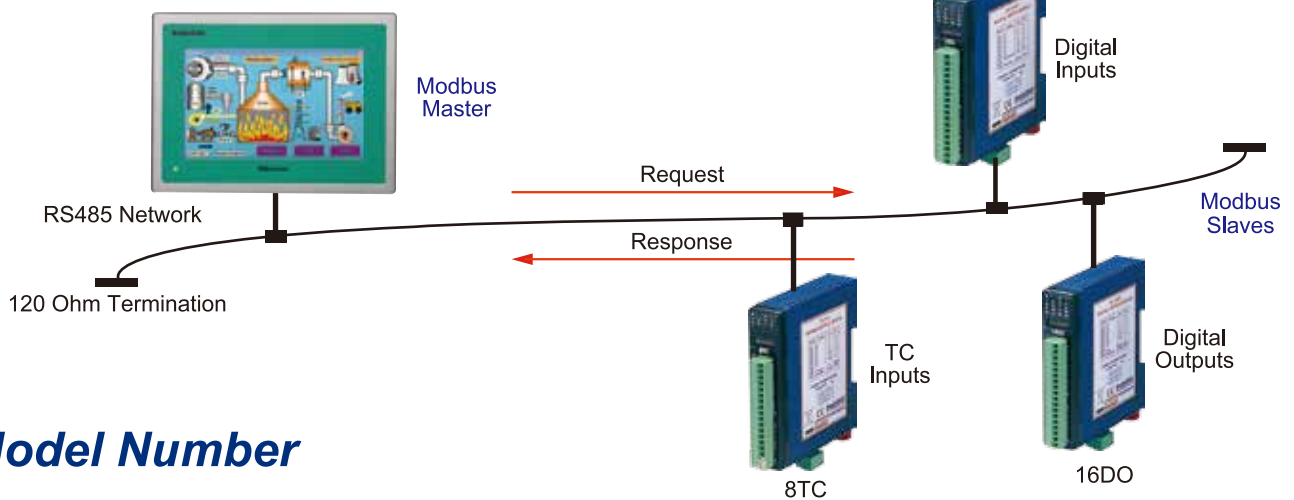 Digital
Inputs
Modbus
Master
Request
RS485 Network
Modbus
Slaves
Response
120 Ohm Termination
TC
Inputs
Digital
Outputs
odel Number
8TC
16DO